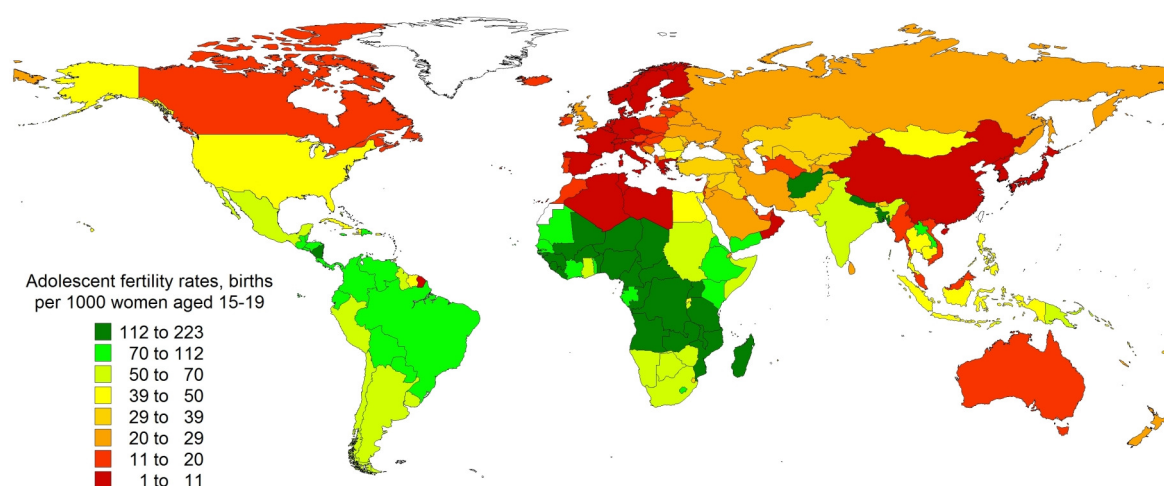 Adolescent fertility rates, births
per 1000 women aged 15-19
112 to 223
70 to 112
50 to 70
39 to 50
29 to 39
20 to 29
11 to 20
1 to 11